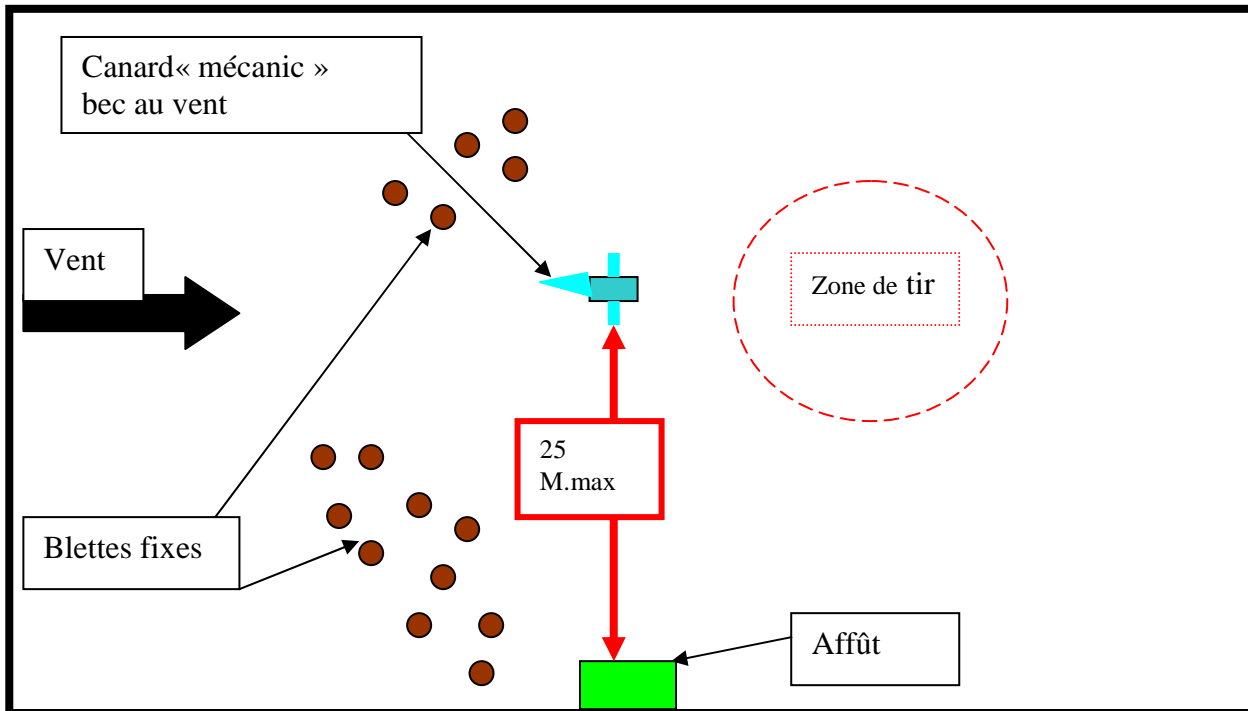 Canard« mécanic »
bec au vent
Vent
Zone de tir
25
M.max
Blettes fixes
Affût